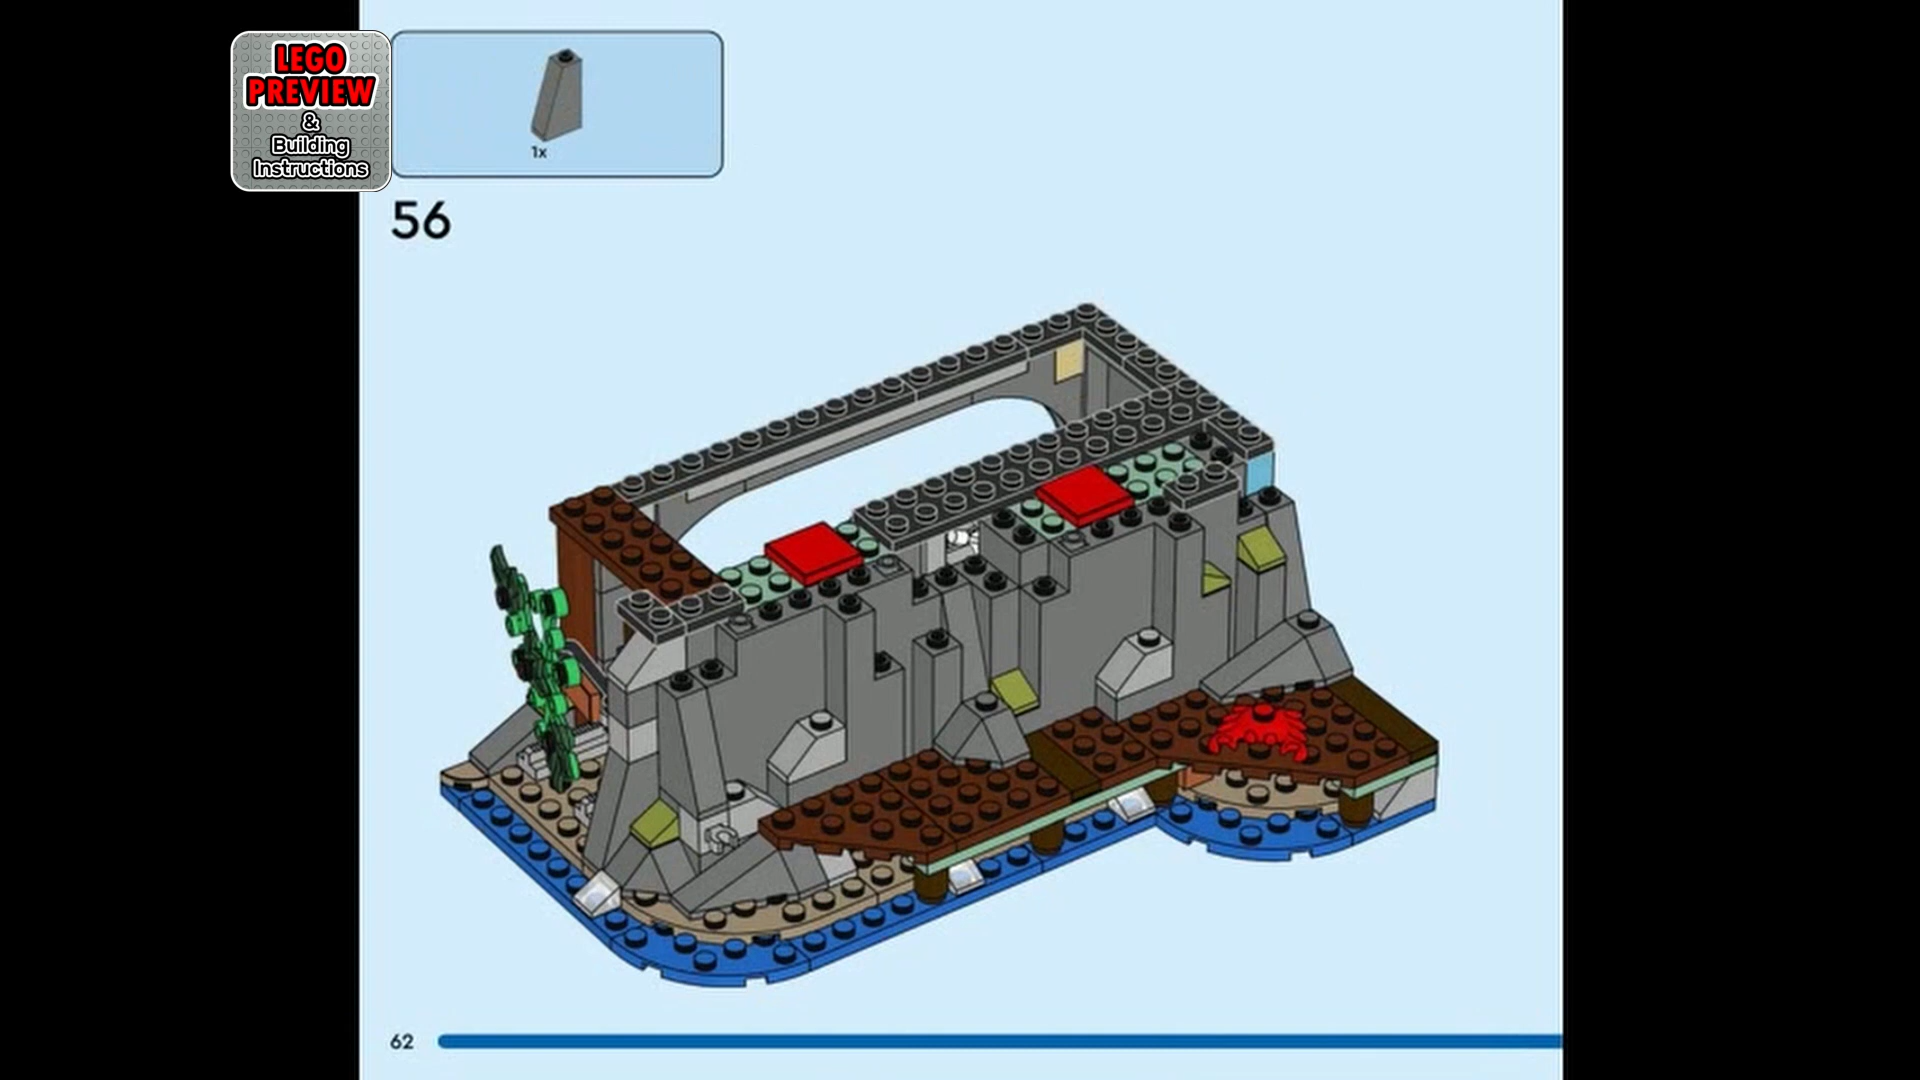 LEGO
PREVIEW
&
Building
Instructions
1x
56
62